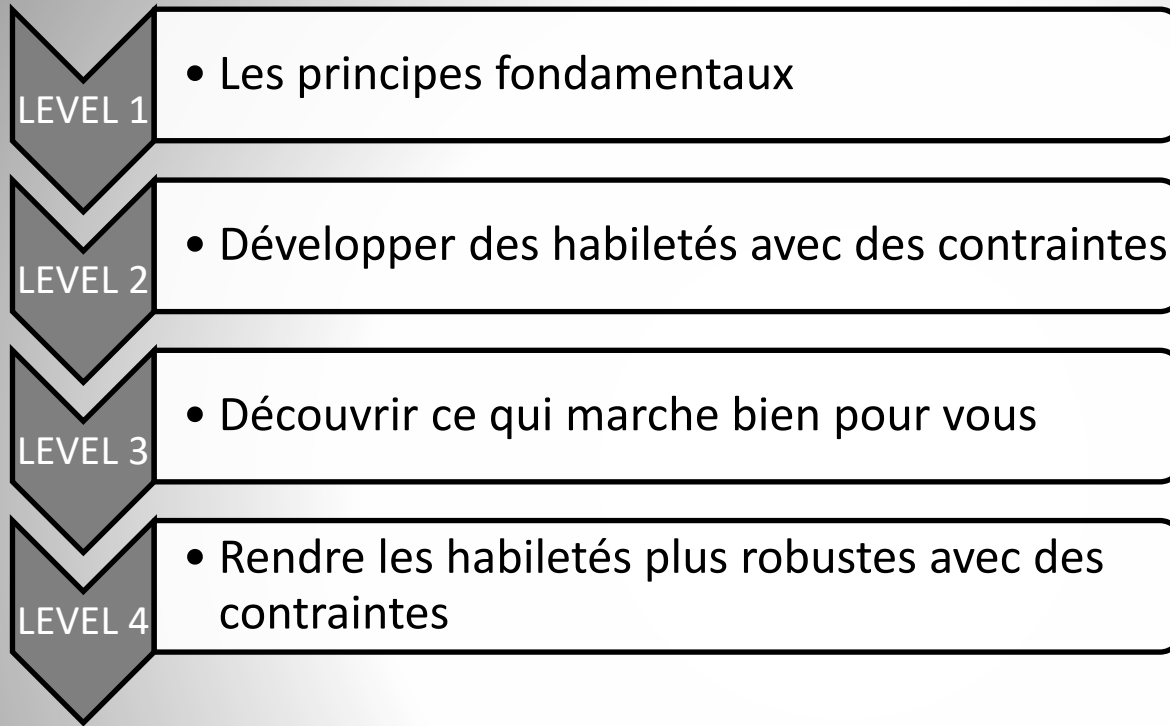 LEVEL 1
• Les principes fondamentaux
LEVEL 2
• Développer des habiletés avec des contraintes
LEVEL 3
• Découvrir ce qui marche bien pour vous
LEVEL 4
• Rendre les habiletés plus robustes avec des
contraintes